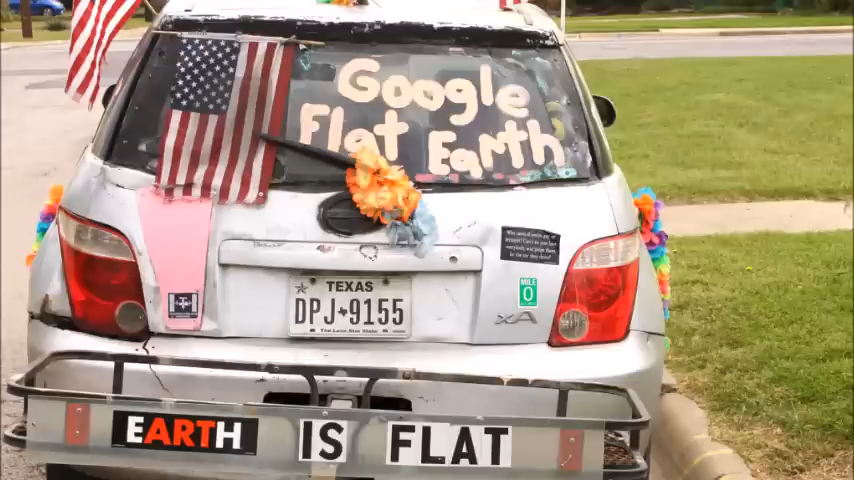 Google
Flat Earth
MILE
0
TEXAS
DPJ★9155
The Lone Star State
xA
EARTH IS FLAT